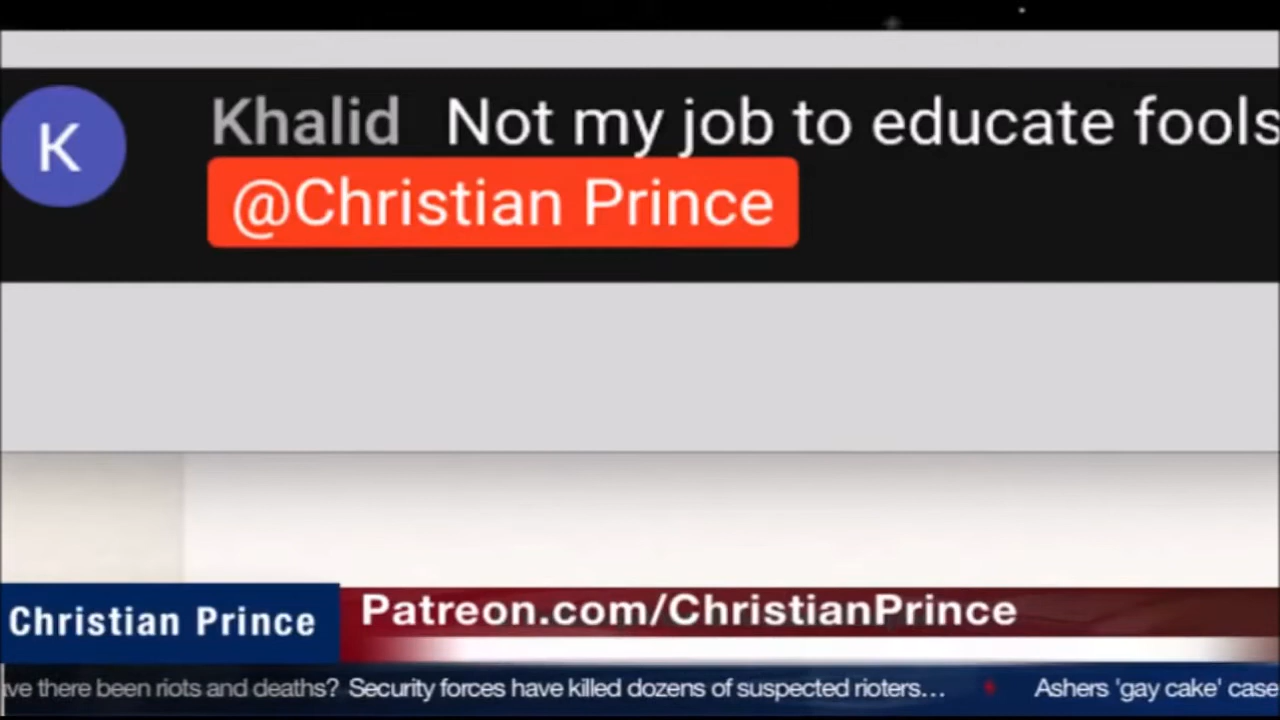 K
Khalid Not my job to educate fools
@Christian Prince
Christian Prince
Patreon.com/ChristianPrince
ve there been riots and deaths? Security forces have killed dozens of suspected rioters... Ashers 'gay cake' case